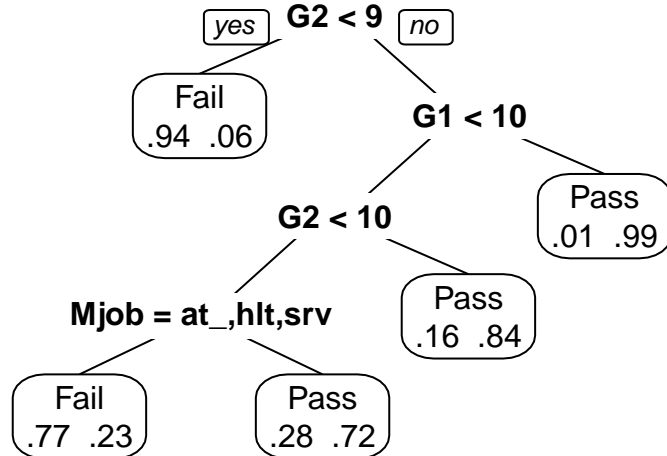 G2 < 9
yes no
Fail
.94 .06
G1 < 10
Pass
.01 .99
G2 < 10
Pass
.16 .84
Mjob = at_,hlt,srv
Fail
.77 .23
Pass
.28 .72